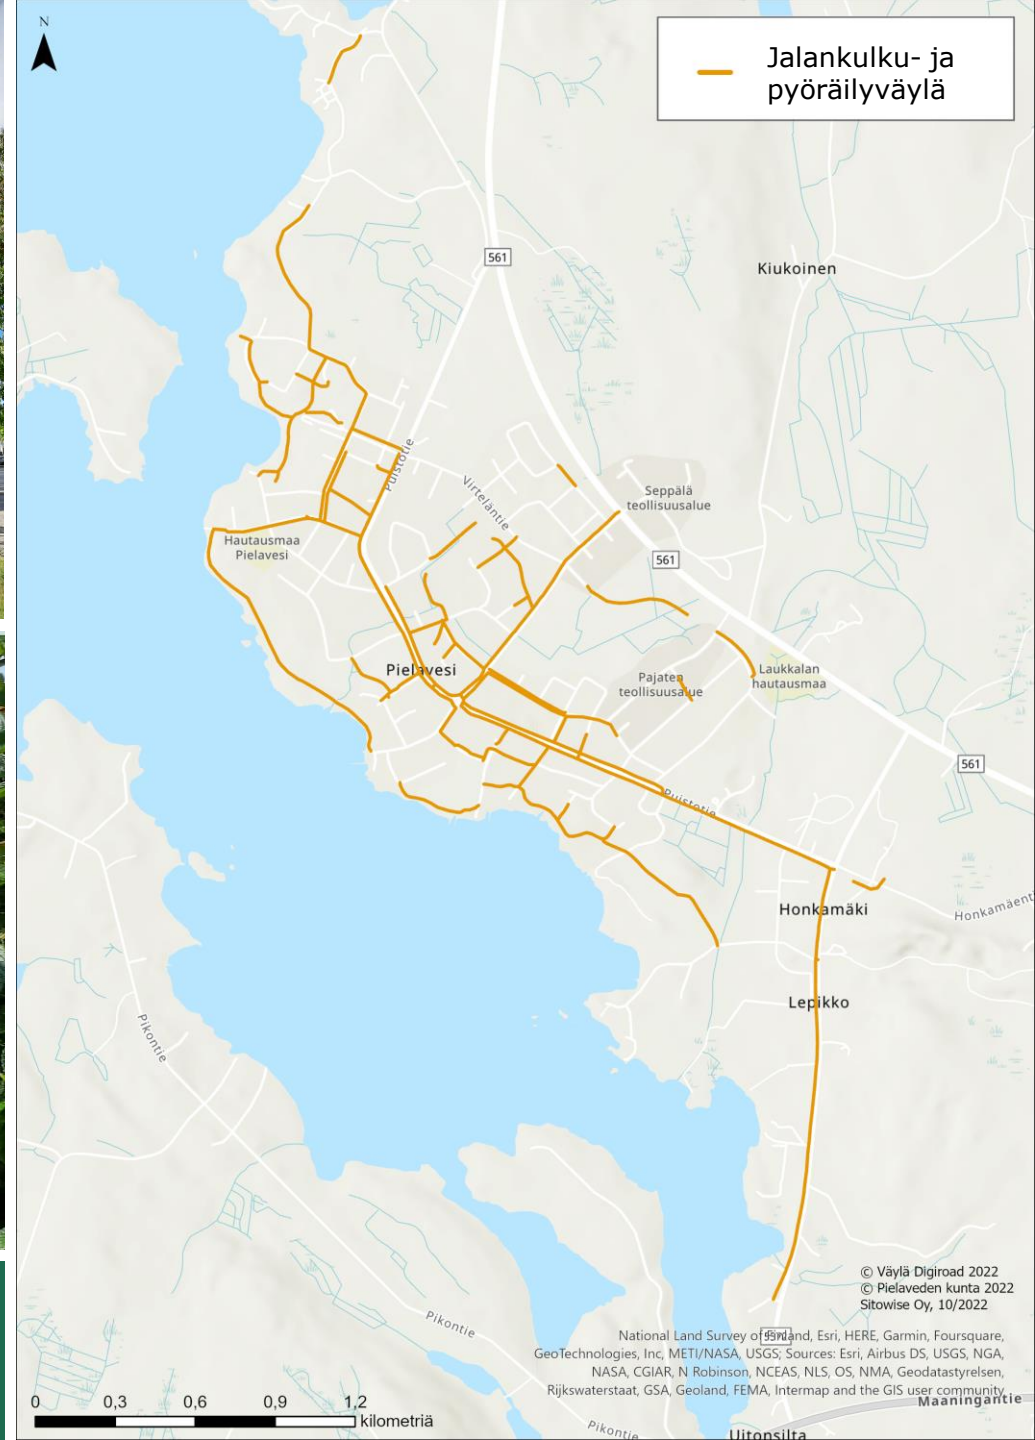 N
Jalankulku- ja
pyöräilyväylä
561
Kiukoinen
Puistotie
Virteläntie
Seppälä
teollisuusalue
Hautausmaa
Pielavesi
561
Pielavesi
Pajaten
teollisuusalue
Laukkalan
hautausmaa
561
Puistotie
Honkamäki
Honkamäenti
Lepikko
Pikontie
© Väylä Digiroad 2022
© Pielaveden kunta 2022
Sitowise Oy, 10/2022
Pikontie
National Land Survey of Finland, Esri, HERE, Garmin, Foursquare,
GeoTechnologies, Inc, METI/NASA, USGS; Sources: Esri, Airbus DS, USGS, NGA,
NASA, CGIAR, N Robinson, NCEAS, NLS, OS, NMA, Geodatastyrelsen,
Rijkswaterstaat, GSA, Geoland, FEMA, Intermap and the GIS user community
Maaningantie
0 0,3 0,6 0,9 1,2
kilometriä
Pikontie
Uitonsilta